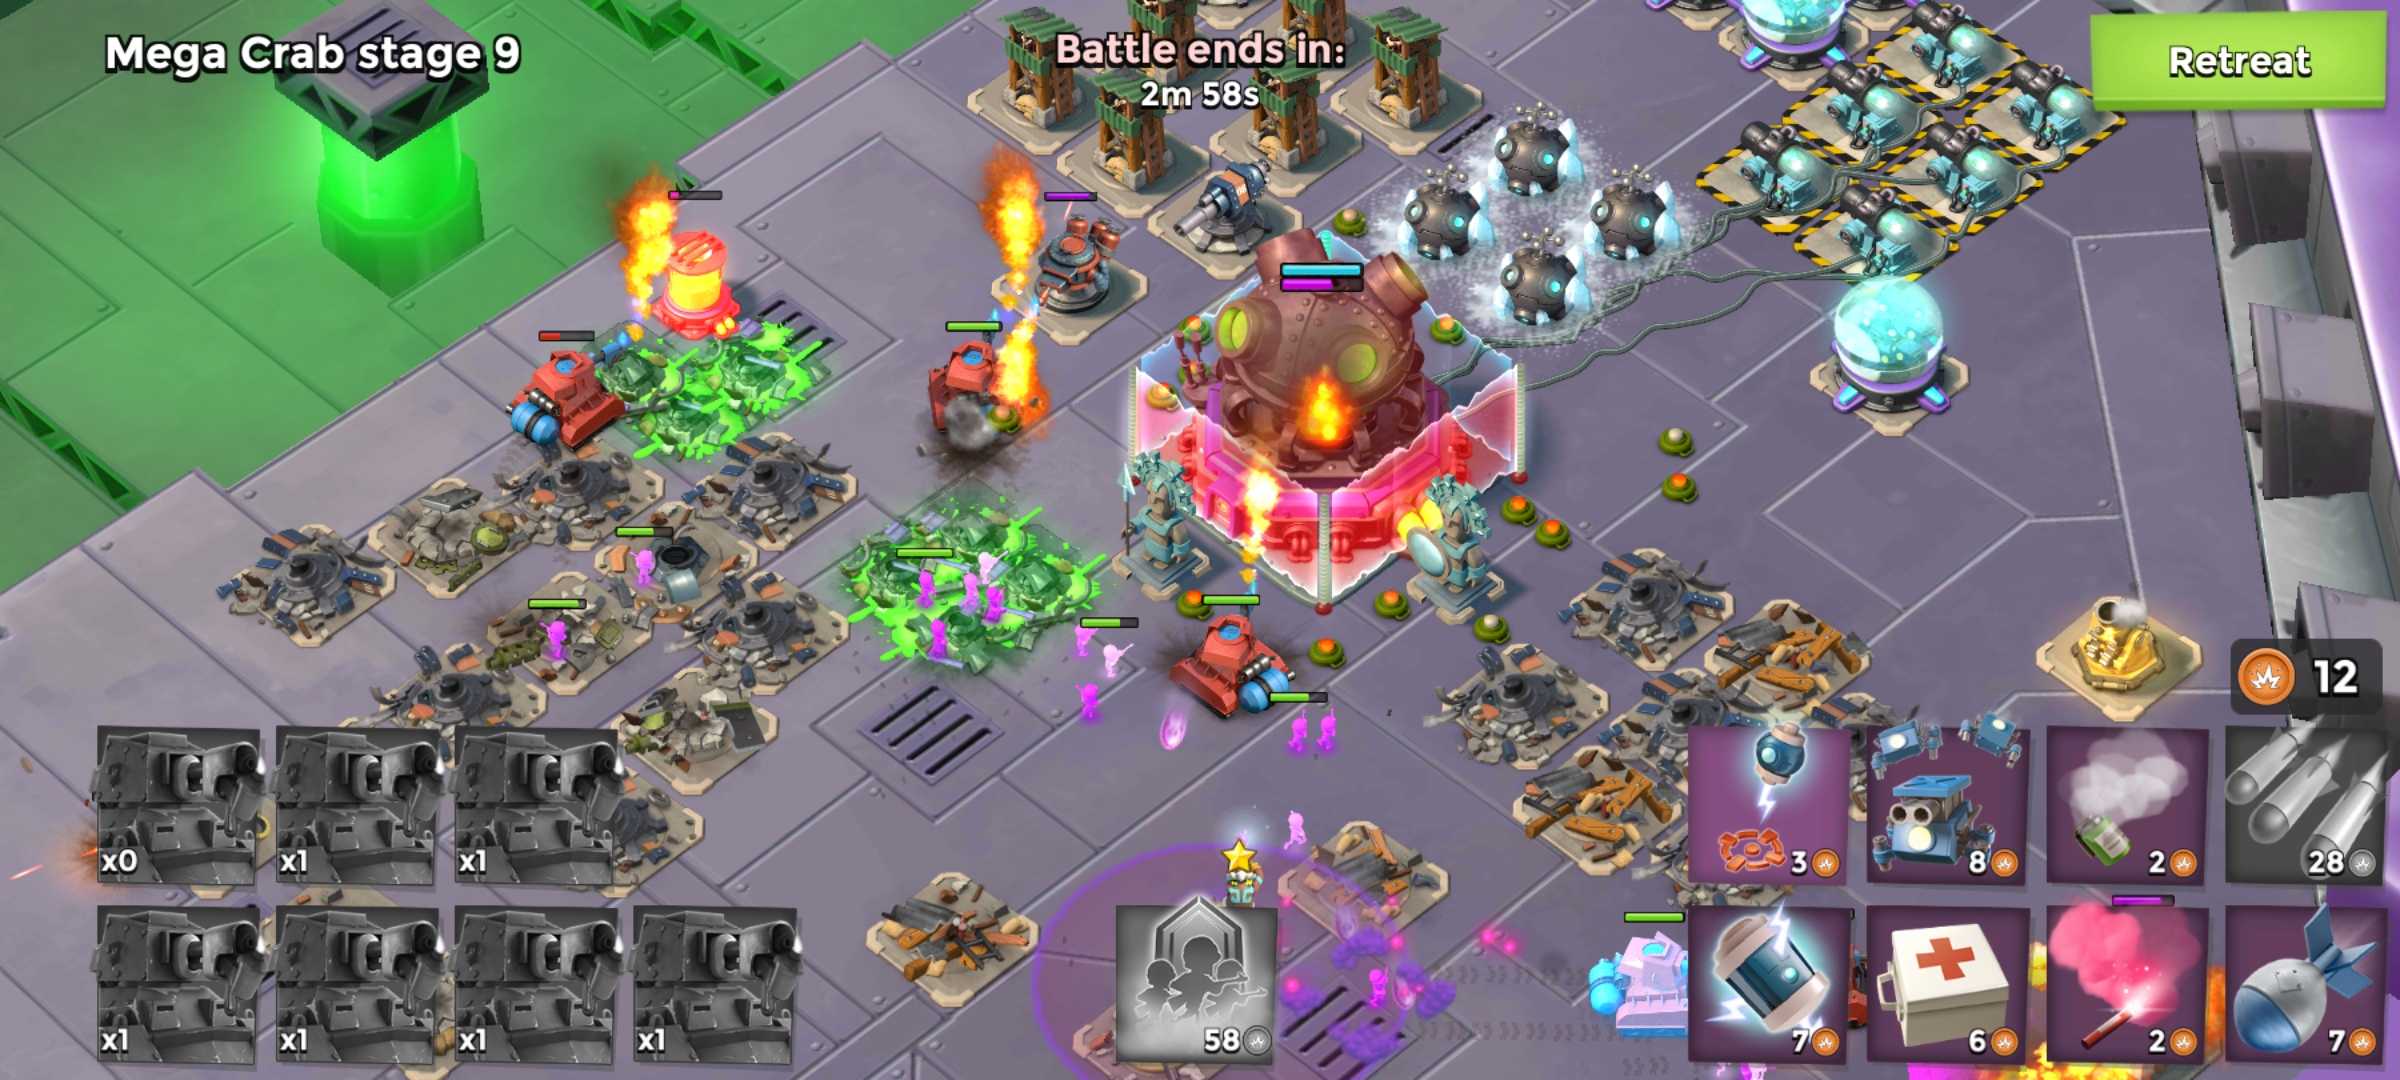 Mega Crab stage 9
Battle ends in:
2m 58s
Retreat
12
x0
x1
x1
3
8
2
28
x1
x1
x1
x1
58
7
6
2
7